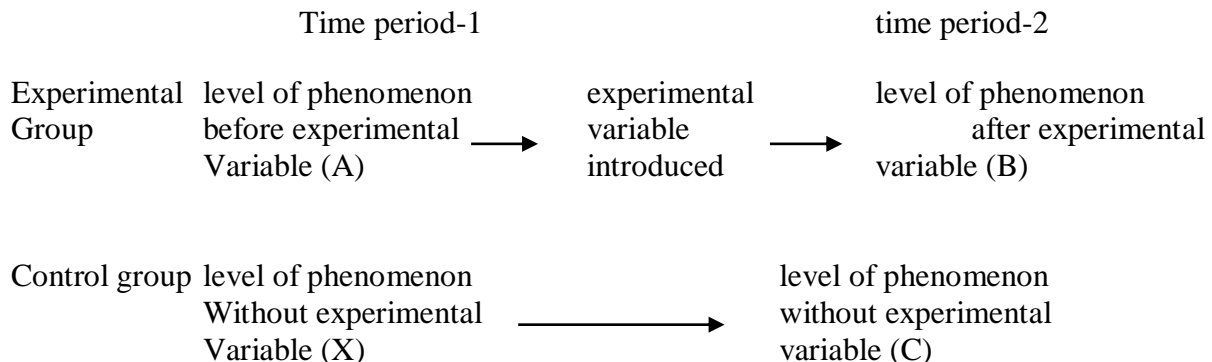 Time period-1 time period-2
Experimental level of phenomenon experimental level of phenomenon
Group before experimental variable after experimental
Variable (A) introduced variable (B)
Control group level of phenomenon level of phenomenon
Without experimental without experimental
Variable (X) variable (C)